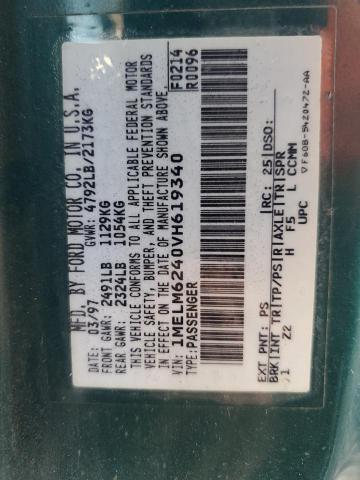 MFD. BY FORD MOTOR CO. IN U.S.A.
03/97 GVWR: 4792LB/2173KG
FRONT GAWR: 2491LB 1129KG
REAR GAWR: 2324LB 1054KG
THIS VEHICLE CONFORMS TO ALL APPLICABLE FEDERAL MOTOR
VEHICLE SAFETY, BUMPER, AND THEFT PREVENTION STANDARDS
IN EFFECT ON THE DATE OF MANUFACTURE SHOWN ABOVE.
1MELM6240VH619340
PASSENGER
F0214
R0096
EXT PNT: PS RC: 25 DSO:
BRK INT TR TP/PS R AXLE TR SPR
1 Z2 H F5 L CCMM
UPC
▽F60B-5420472-AA